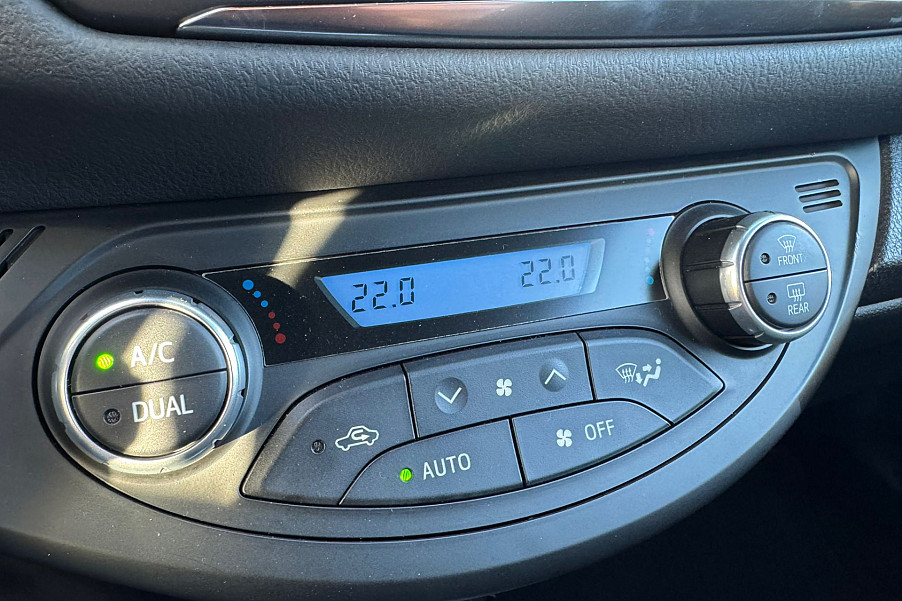 22.0 22.0
FRONT
REAR
A/C
DUAL
AUTO
OFF